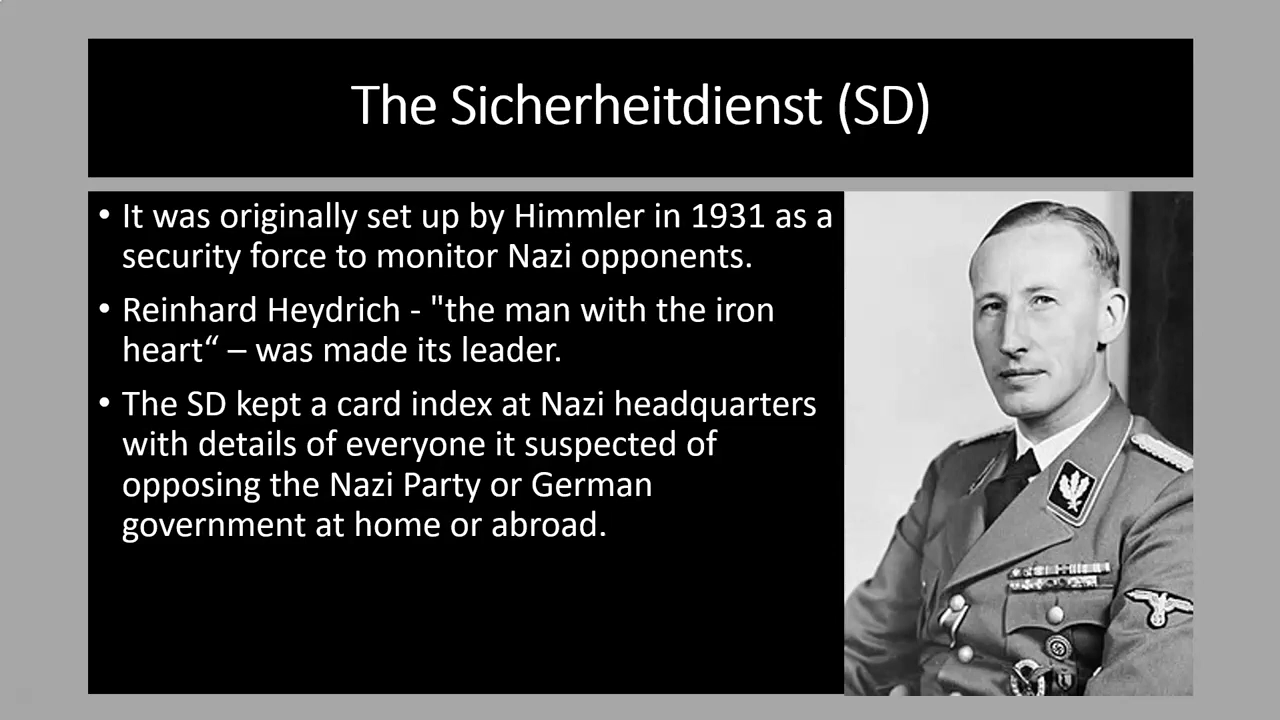 The Sicherheitdienst (SD)
• It was originally set up by Himmler in 1931 as a
security force to monitor Nazi opponents.
• Reinhard Heydrich - "the man with the iron
heart“ – was made its leader.
• The SD kept a card index at Nazi headquarters
with details of everyone it suspected of
opposing the Nazi Party or German
government at home or abroad.